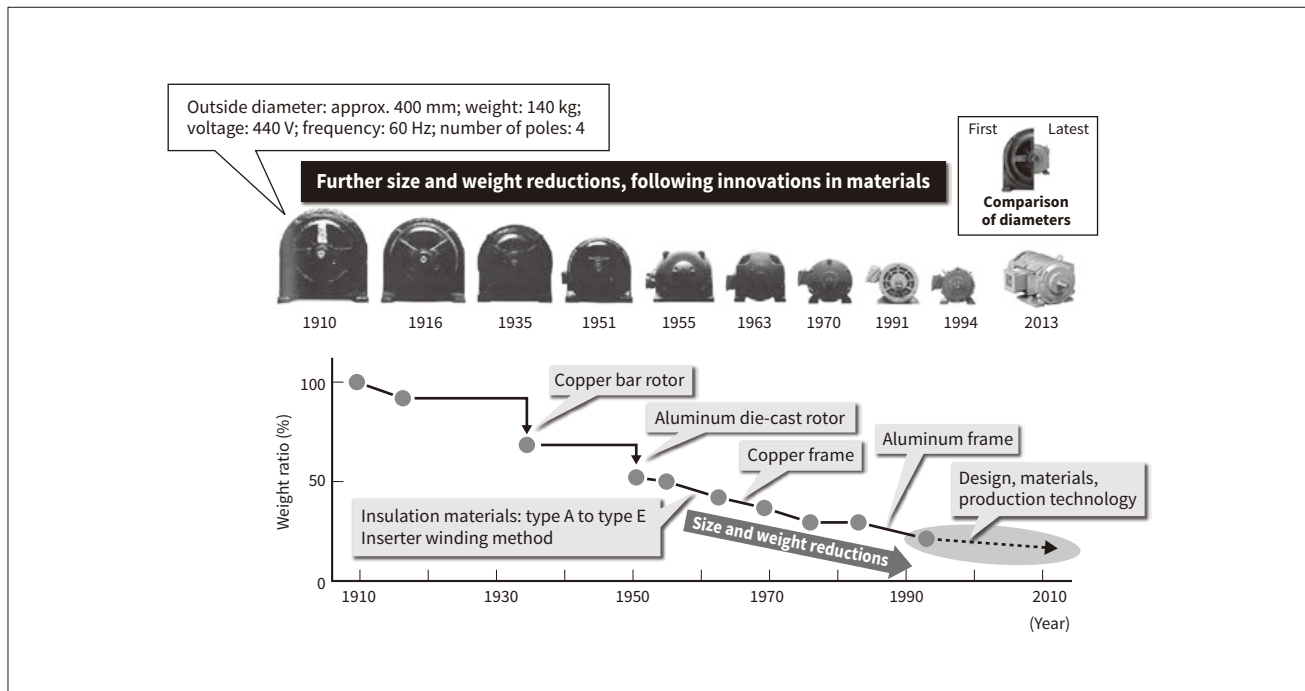 Outside diameter: approx. 400 mm; weight: 140 kg;
voltage: 440 V; frequency: 60 Hz; number of poles: 4
First
Latest
Comparison
of diameters
Further size and weight reductions, following innovations in materials
1910
1916
1935
1951
1955
1963
1970
1991
1994
2013
Weight ratio (%)
100
50
0
Copper bar rotor
Aluminum die-cast rotor
Copper frame
Aluminum frame
Design, materials,
production technology
Insulation materials: type A to type E
Inserter winding method
Size and weight reductions
1910
1930
1950
1970
1990
2010
(Year)